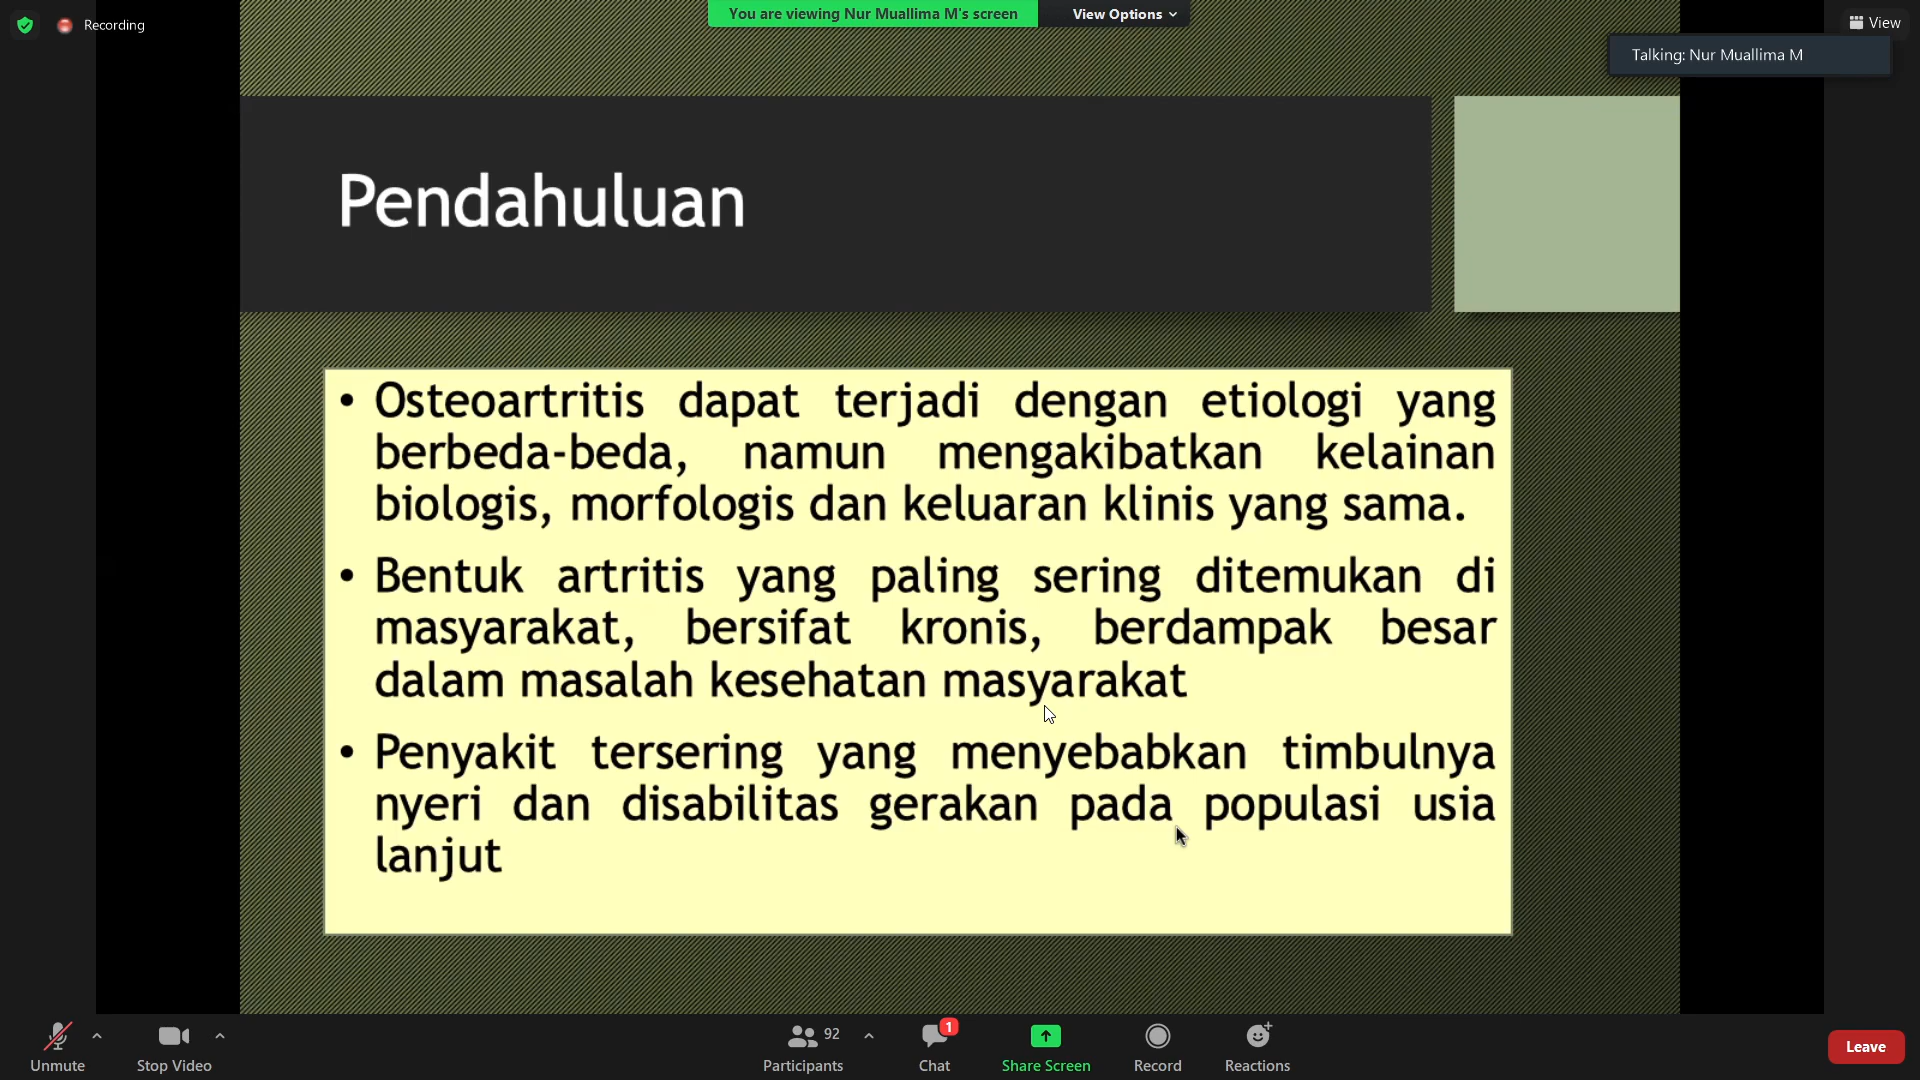 Recording
You are viewing Nur Muallima M's screen
View Options
View
Talking: Nur Muallima M
Pendahuluan
• Osteoartritis dapat terjadi dengan etiologi yang
berbeda-beda, namun mengakibatkan kelainan
biologis, morfologis dan keluaran klinis yang sama.
• Bentuk artritis yang paling sering ditemukan di
masyarakat, bersifat kronis, berdampak besar
dalam masalah kesehatan masyarakat
• Penyakit tersering yang menyebabkan timbulnya
nyeri dan disabilitas gerakan pada populasi usia
lanjut
92
1
Unmute
Stop Video
Participants
Chat
Share Screen
Record
Reactions
Leave